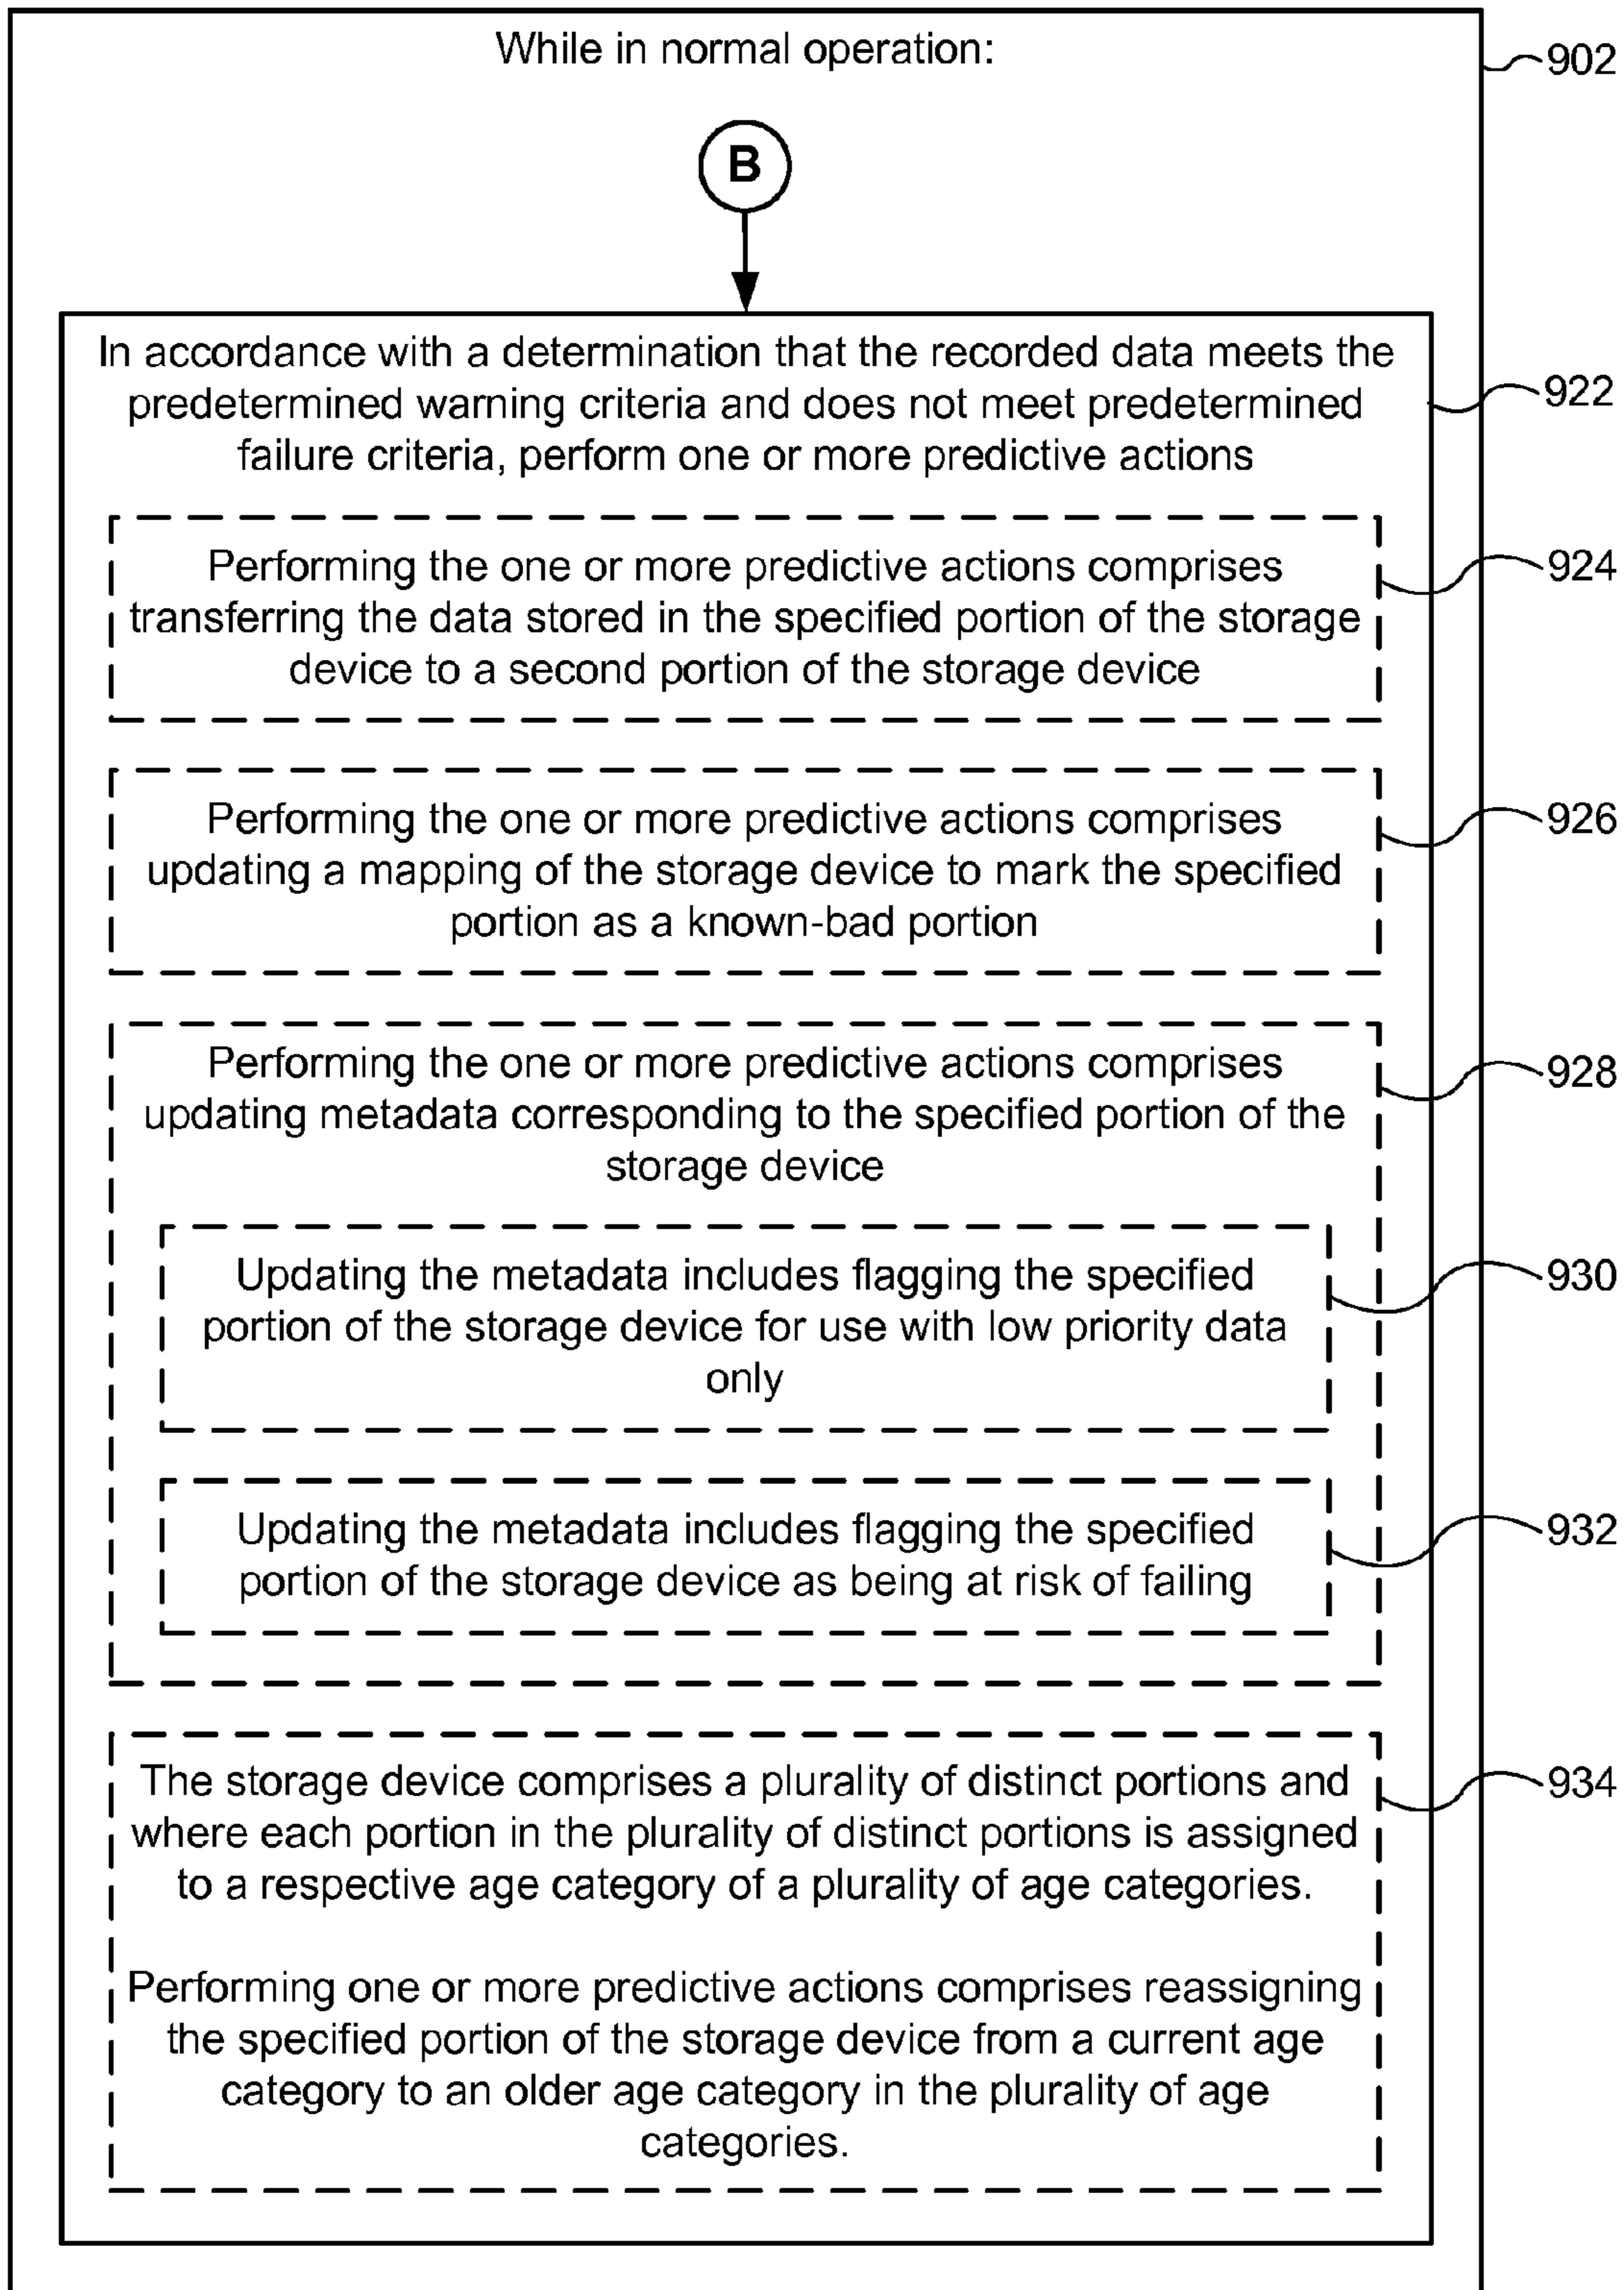 While in normal operation:
902
B
In accordance with a determination that the recorded data meets the
predetermined warning criteria and does not meet predetermined
failure criteria, perform one or more predictive actions
922
Performing the one or more predictive actions comprises
transferring the data stored in the specified portion of the storage
device to a second portion of the storage device
924
Performing the one or more predictive actions comprises
updating a mapping of the storage device to mark the specified
portion as a known-bad portion
926
Performing the one or more predictive actions comprises
updating metadata corresponding to the specified portion of the
storage device
928
Updating the metadata includes flagging the specified
portion of the storage device for use with low priority data
only
930
Updating the metadata includes flagging the specified
portion of the storage device as being at risk of failing
932
The storage device comprises a plurality of distinct portions and
where each portion in the plurality of distinct portions is assigned
to a respective age category of a plurality of age categories.
934
Performing one or more predictive actions comprises reassigning
the specified portion of the storage device from a current age
category to an older age category in the plurality of age
categories.